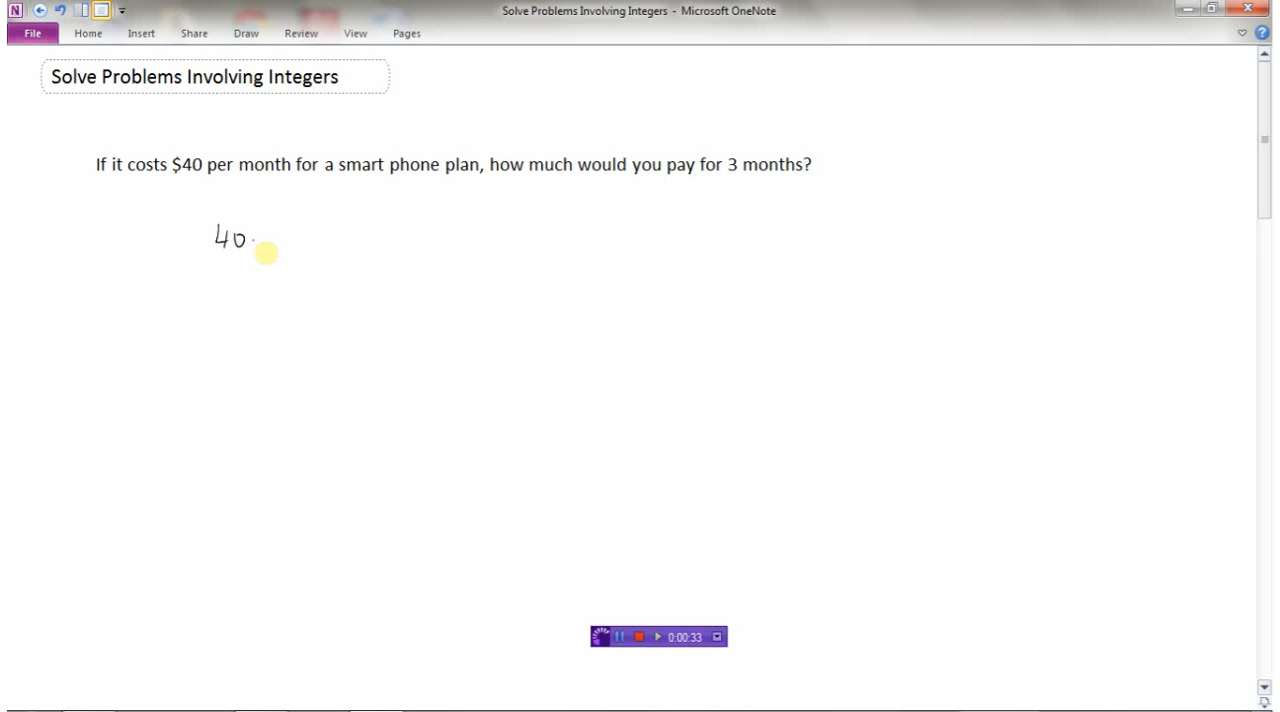 Solve Problems Involving Integers - Microsoft OneNote
File Home Insert Share Draw Review View Pages
Solve Problems Involving Integers
If it costs $40 per month for a smart phone plan, how much would you pay for 3 months?
40 ·
0:00:33